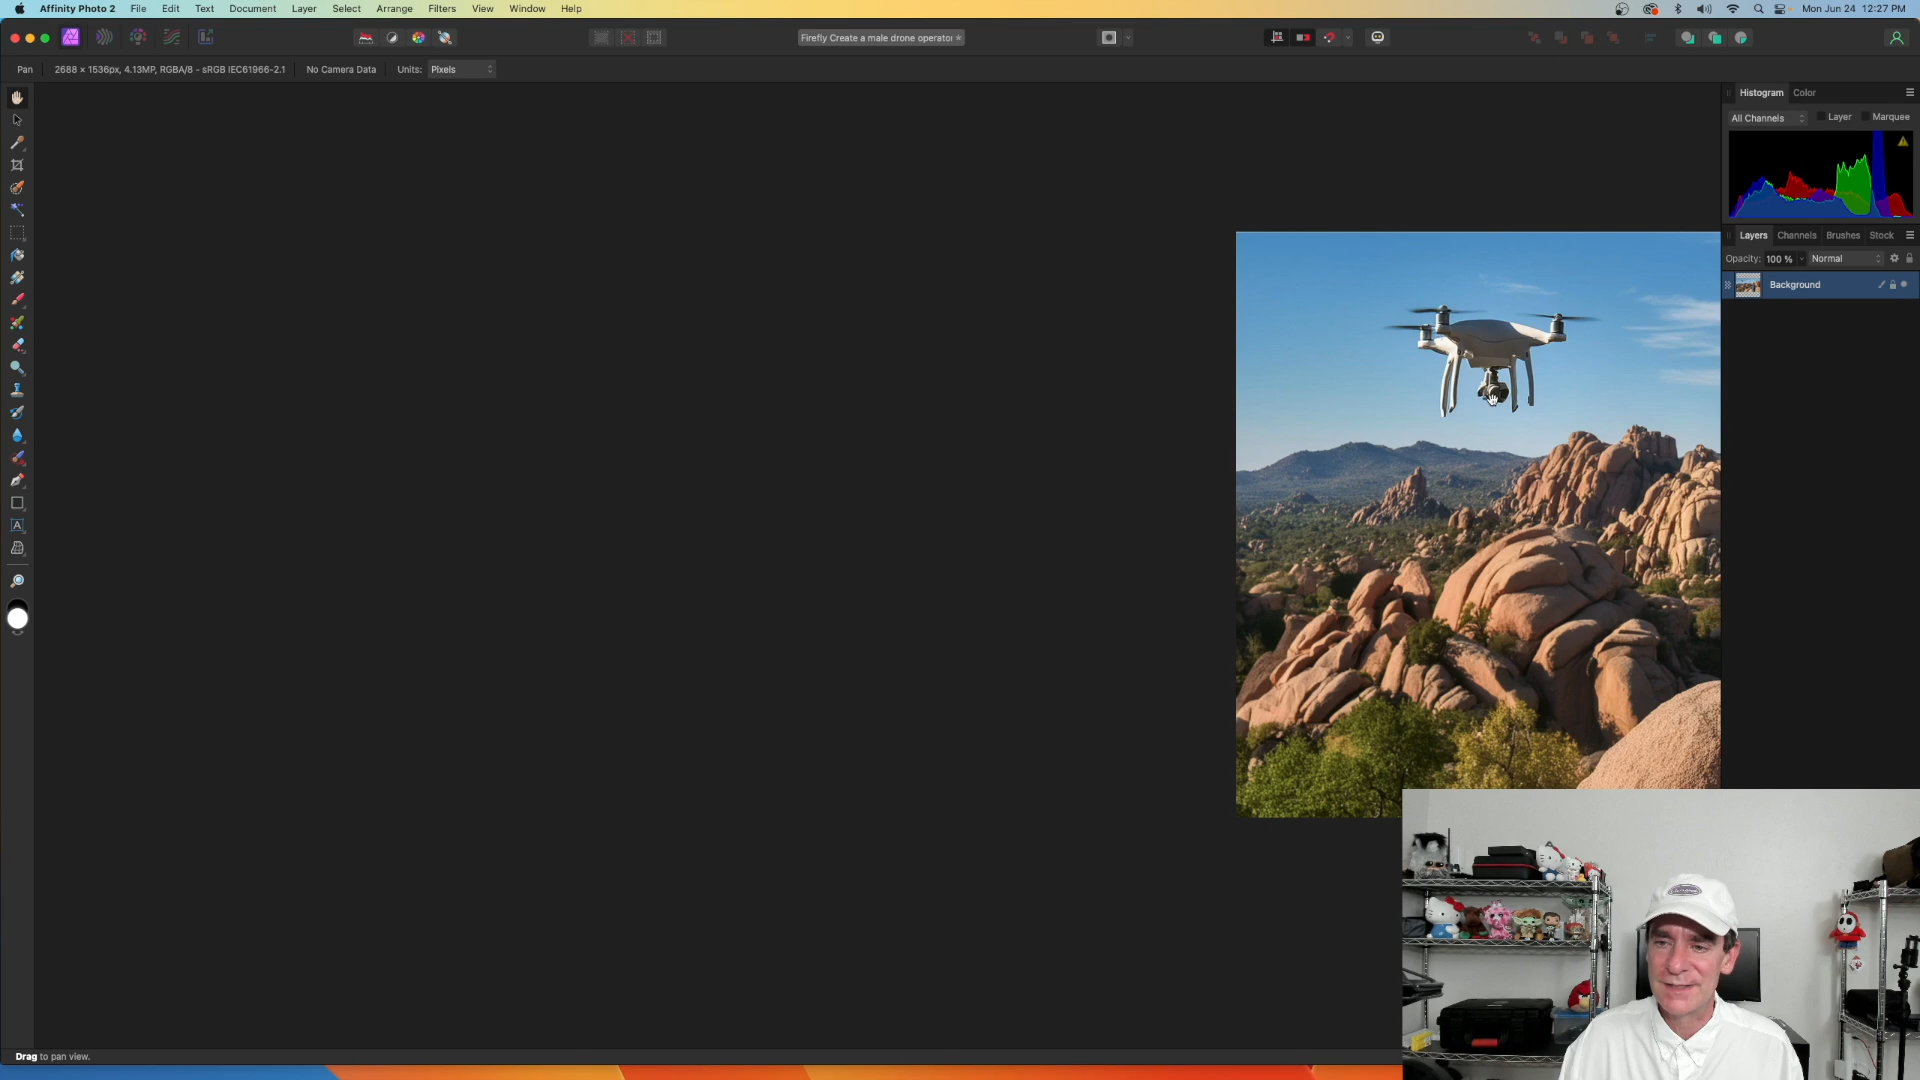 Affinity Photo 2 File Edit Text Document Layer Select Arrange Filters View Window Help
Mon Jun 24 12:27 PM
Firefly Create a male drone operator *
Pan 2688 × 1536px, 4.13MP, RGBA/8 - sRGB IEC61966-2.1 No Camera Data Units: Pixels
Histogram Color
All Channels Layer Marquee
Layers Channels Brushes Stock
Opacity: 100 % Normal
Background
A
Drag to pan view.